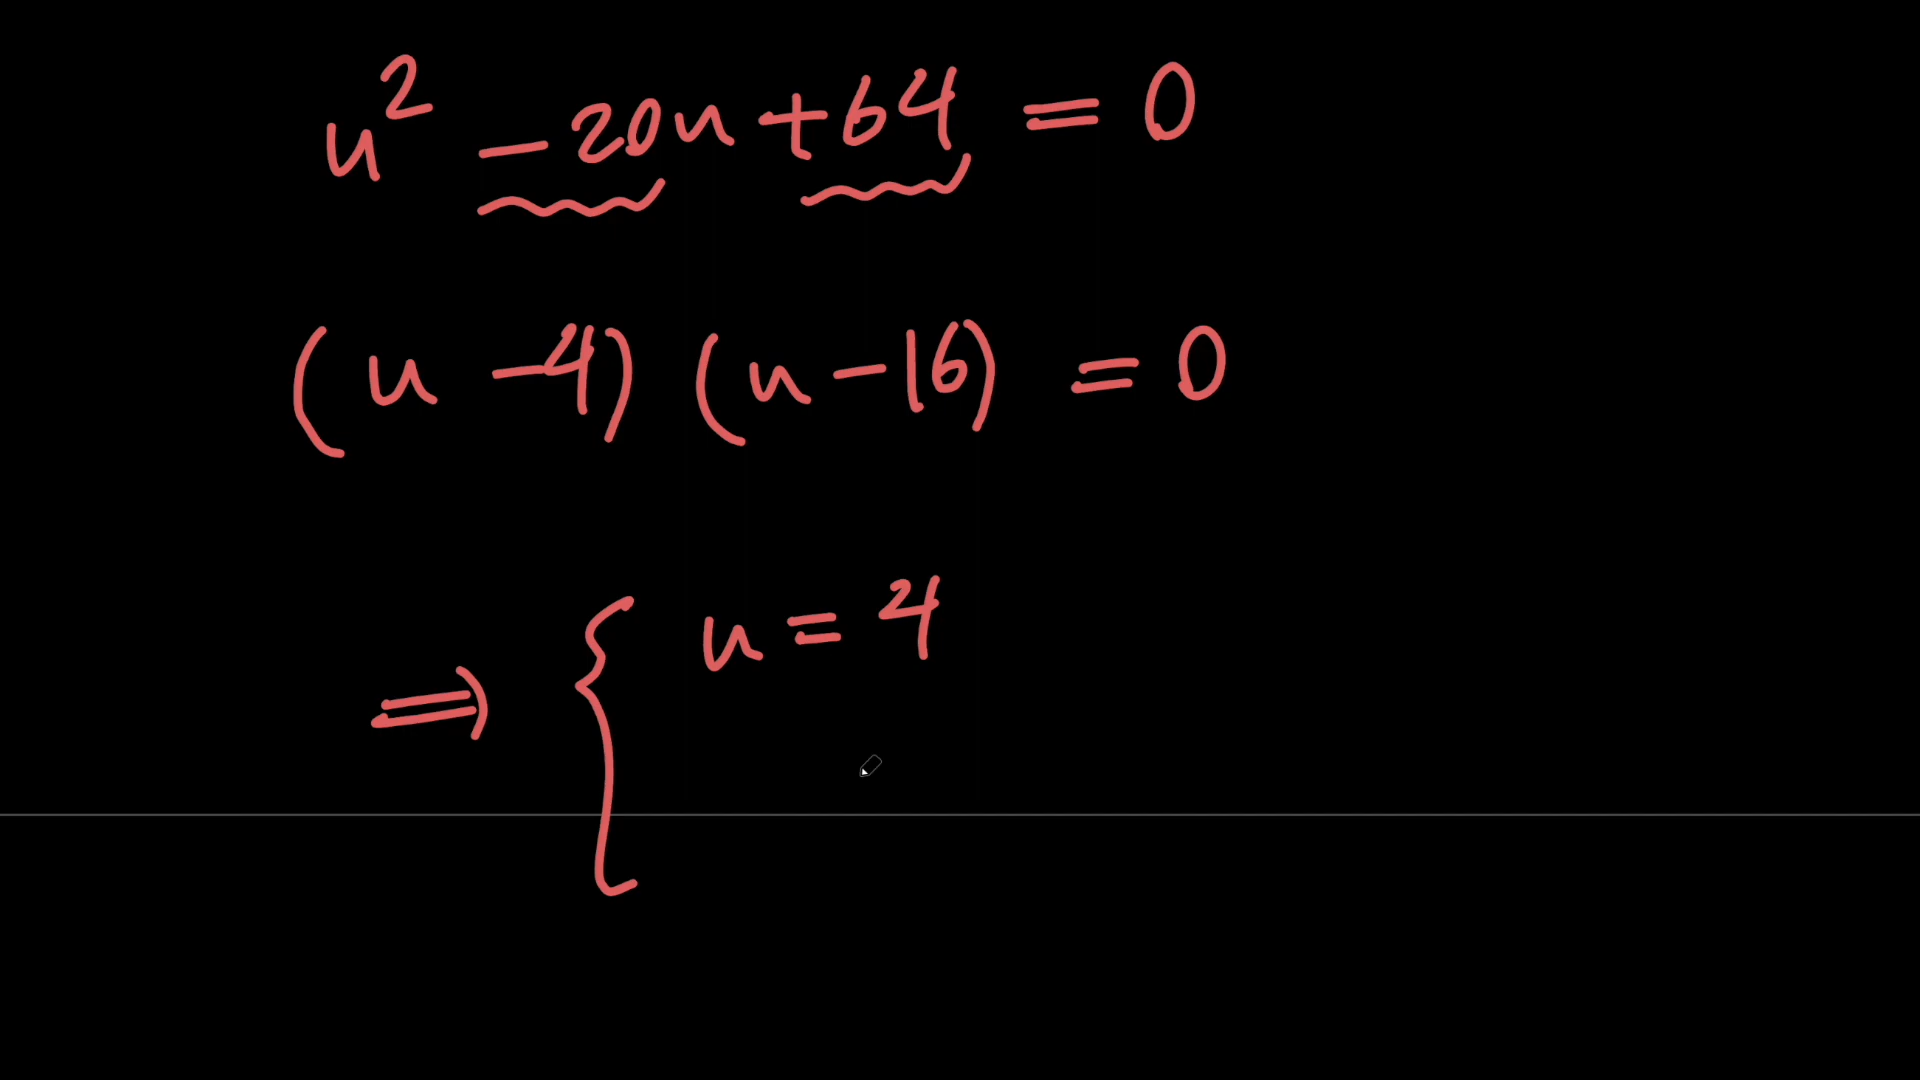 u² - 20u + 64 = 0
(u - 4) (u - 16) = 0
⇒ { u = 4